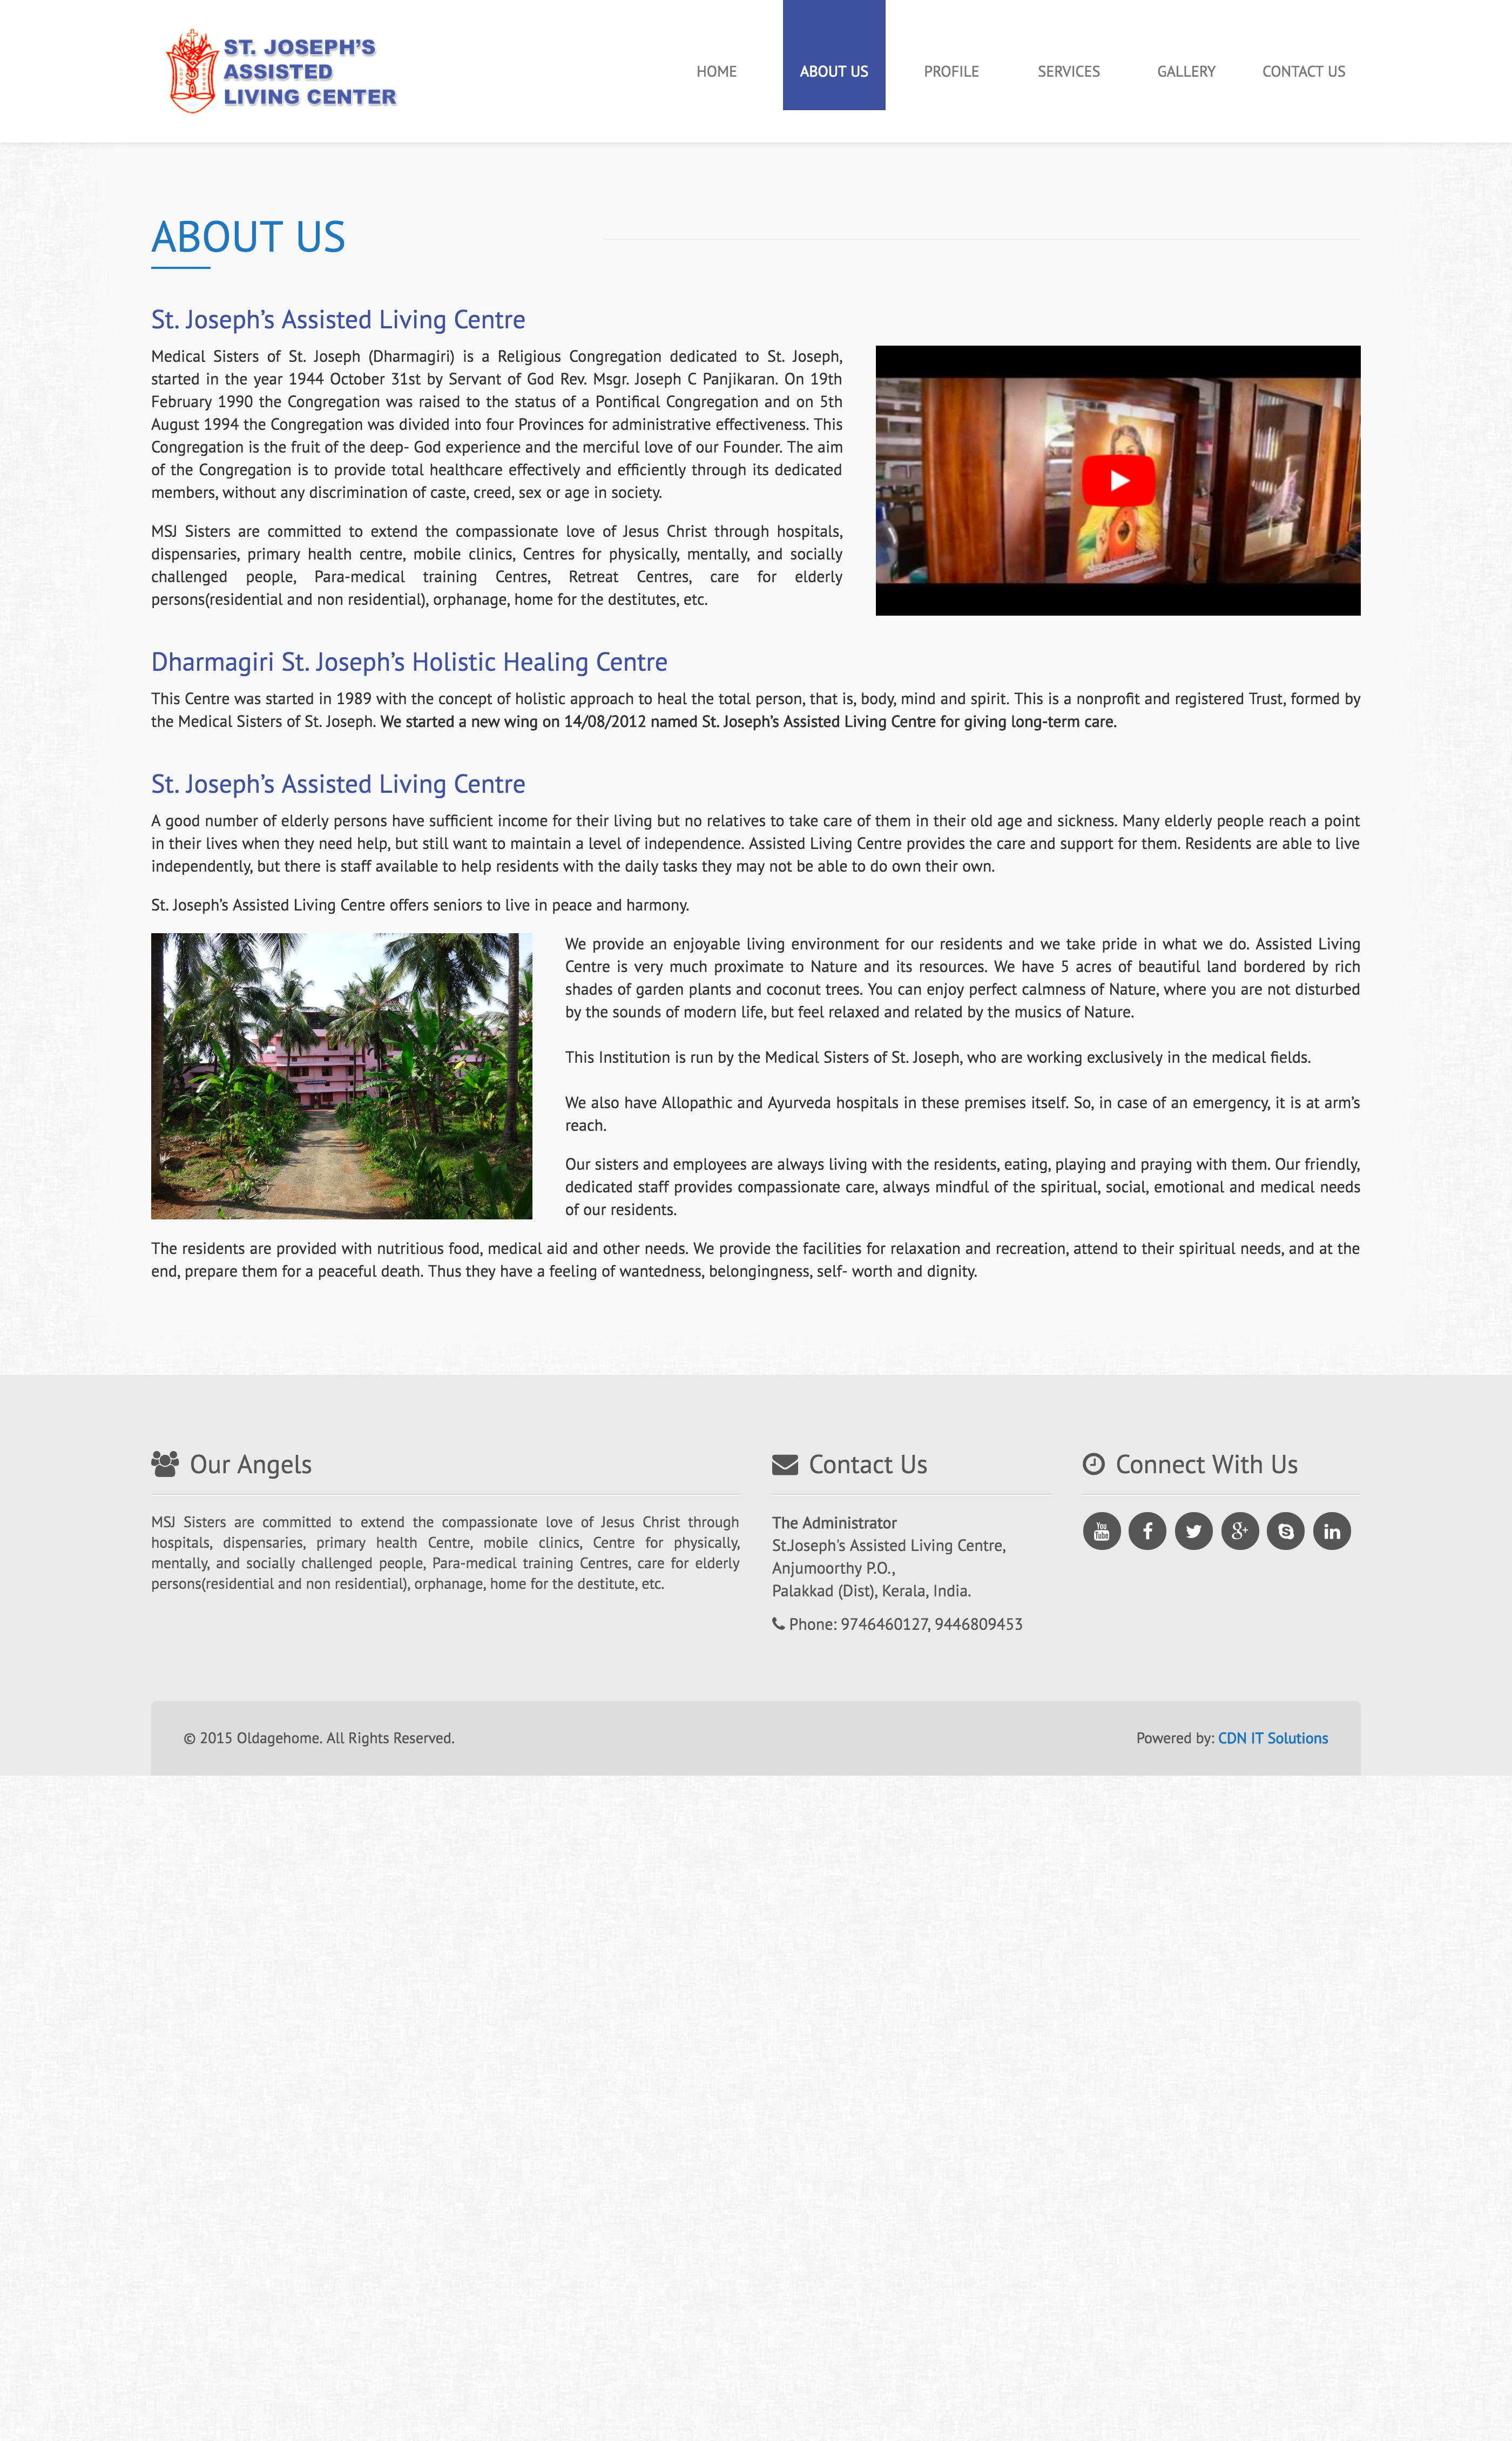 ST. JOSEPH'S
ASSISTED
LIVING CENTER
HOME
ABOUT US
PROFILE
SERVICES
GALLERY
CONTACT US
ABOUT US
St. Joseph’s Assisted Living Centre
Medical Sisters of St. Joseph (Dharmagiri) is a Religious Congregation dedicated to St. Joseph,
started in the year 1944 October 31st by Servant of God Rev. Msgr. Joseph C Panjikaran. On 19th
February 1990 the Congregation was raised to the status of a Pontifical Congregation and on 5th
August 1994 the Congregation was divided into four Provinces for administrative effectiveness. This
Congregation is the fruit of the deep- God experience and the merciful love of our Founder. The aim
of the Congregation is to provide total healthcare effectively and efficiently through its dedicated
members, without any discrimination of caste, creed, sex or age in society.
MSJ Sisters are committed to extend the compassionate love of Jesus Christ through hospitals,
dispensaries, primary health centre, mobile clinics, Centres for physically, mentally, and socially
challenged people, Para-medical training Centres, Retreat Centres, care for elderly
persons(residential and non residential), orphanage, home for the destitutes, etc.
Dharmagiri St. Joseph’s Holistic Healing Centre
This Centre was started in 1989 with the concept of holistic approach to heal the total person, that is, body, mind and spirit. This is a nonprofit and registered Trust, formed by
the Medical Sisters of St. Joseph. We started a new wing on 14/08/2012 named St. Joseph’s Assisted Living Centre for giving long-term care.
St. Joseph’s Assisted Living Centre
A good number of elderly persons have sufficient income for their living but no relatives to take care of them in their old age and sickness. Many elderly people reach a point
in their lives when they need help, but still want to maintain a level of independence. Assisted Living Centre provides the care and support for them. Residents are able to live
independently, but there is staff available to help residents with the daily tasks they may not be able to do own their own.
St. Joseph’s Assisted Living Centre offers seniors to live in peace and harmony.
We provide an enjoyable living environment for our residents and we take pride in what we do. Assisted Living
Centre is very much proximate to Nature and its resources. We have 5 acres of beautiful land bordered by rich
shades of garden plants and coconut trees. You can enjoy perfect calmness of Nature, where you are not disturbed
by the sounds of modern life, but feel relaxed and related by the musics of Nature.
This Institution is run by the Medical Sisters of St. Joseph, who are working exclusively in the medical fields.
We also have Allopathic and Ayurveda hospitals in these premises itself. So, in case of an emergency, it is at arm’s
reach.
Our sisters and employees are always living with the residents, eating, playing and praying with them. Our friendly,
dedicated staff provides compassionate care, always mindful of the spiritual, social, emotional and medical needs
of our residents.
The residents are provided with nutritious food, medical aid and other needs. We provide the facilities for relaxation and recreation, attend to their spiritual needs, and at the
end, prepare them for a peaceful death. Thus they have a feeling of wantedness, belongingness, self- worth and dignity.
Our Angels
MSJ Sisters are committed to extend the compassionate love of Jesus Christ through
hospitals, dispensaries, primary health Centre, mobile clinics, Centre for physically,
mentally, and socially challenged people, Para-medical training Centres, care for elderly
persons(residential and non residential), orphanage, home for the destitute, etc.
Contact Us
The Administrator
St.Joseph's Assisted Living Centre,
Anjumoorthy P.O.,
Palakkad (Dist), Kerala, India.
Phone: 9746460127, 9446809453
Connect With Us
You Tube
© 2015 Oldagehome. All Rights Reserved.
Powered by: CDN IT Solutions